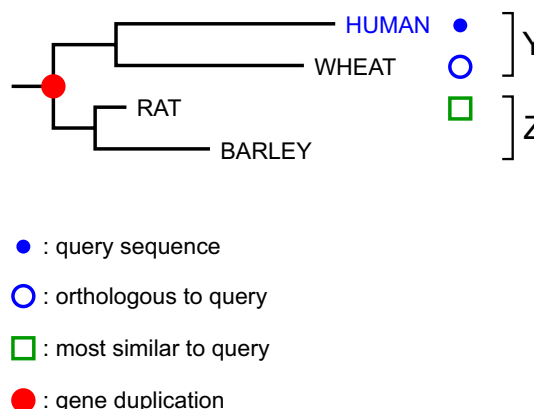 HUMAN
WHEAT
Y
RAT
Z
BARLEY
: query sequence
: orthologous to query
: most similar to query
: gene duplication